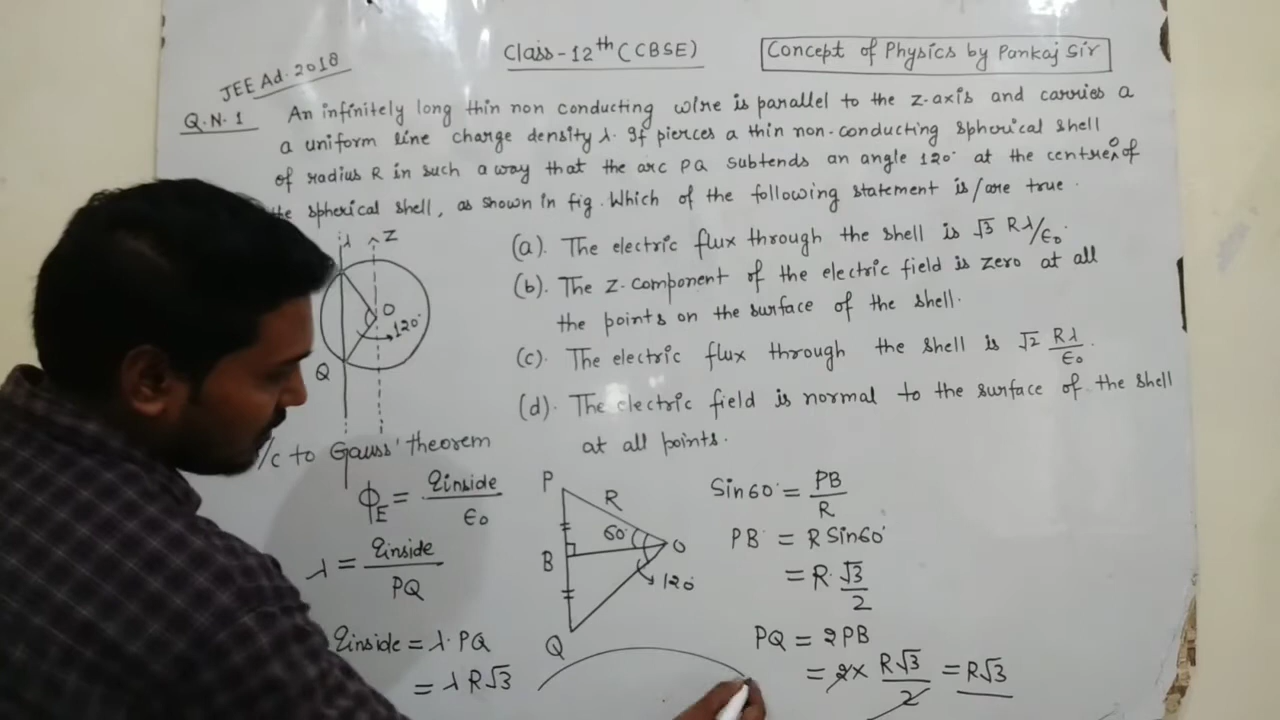 JEE Ad. 2018
Class-12th (CBSE)
Concept of Physics by Pankaj Sir
Q.N.1 An infinitely long thin non conducting wire is parallel to the z-axis and carries a
a uniform line charge density λ. If pierces a thin non-conducting spherical shell
of radius R in such a way that the arc PQ subtends an angle 120° at the centre O of
spherical shell, as shown in fig. Which of the following statement is/are true.
(a). The electric flux through the shell is √3 Rλ/ϵ₀.
(b). The z-component of the electric field is zero at all
the points on the surface of the shell.
(c). The electric flux through the shell is √2 Rλ/ϵ₀.
(d). The electric field is normal to the surface of the shell
at all points.
λ Z
O
120°
Q
/c to Gauss' theorem
ϕE = qinside/ϵ₀
λ = qinside/PQ
qinside = λ·PQ
= λ R√3
P
R
60°
B
O
120
Q
Sin60° = PB/R
PB = R Sin60°
= R·√3/2
PQ = 2PB
= 2× R√3/2 = R√3